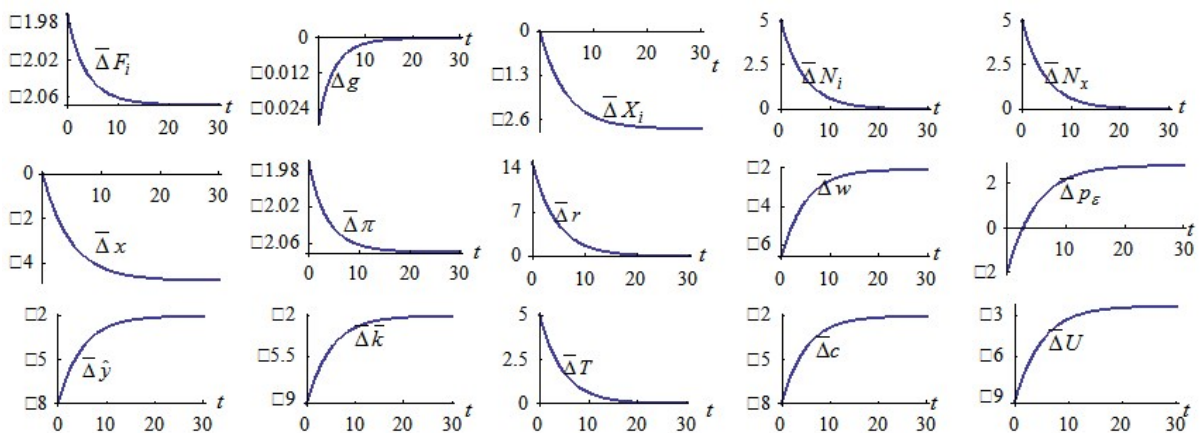 □1.98 □2.02 □2.06 Δ̅ F_i t 0 10 20 30
0 □0.012 □0.024 Δg 10 20 30 t
0 □1.3 □2.6 Δ̅ X_i 10 20 30 t
5 2.5 0 Δ̅ N_i t 0 10 20 30
5 2.5 0 Δ̅ N_x t 0 10 20 30
0 □2 □4 Δ̅ x 10 20 30 t
□1.98 □2.02 □2.06 Δ̅ π t 0 10 20 30
14 7 0 Δ̅ r t 0 10 20 30
□2 □4 □6 Δ̅ w t 0 10 20 30
2 0 □2 Δ̅ p_ε 10 20 30 t
□2 □5 □8 Δ̅ ŷ t 0 10 20 30
□2 □5.5 □9 Δ̅ k̅ t 0 10 20 30
5 2.5 0 Δ̅T t 0 10 20 30
□2 □5 □8 Δ̅c t 0 10 20 30
□3 □6 □9 Δ̅U t 0 10 20 30